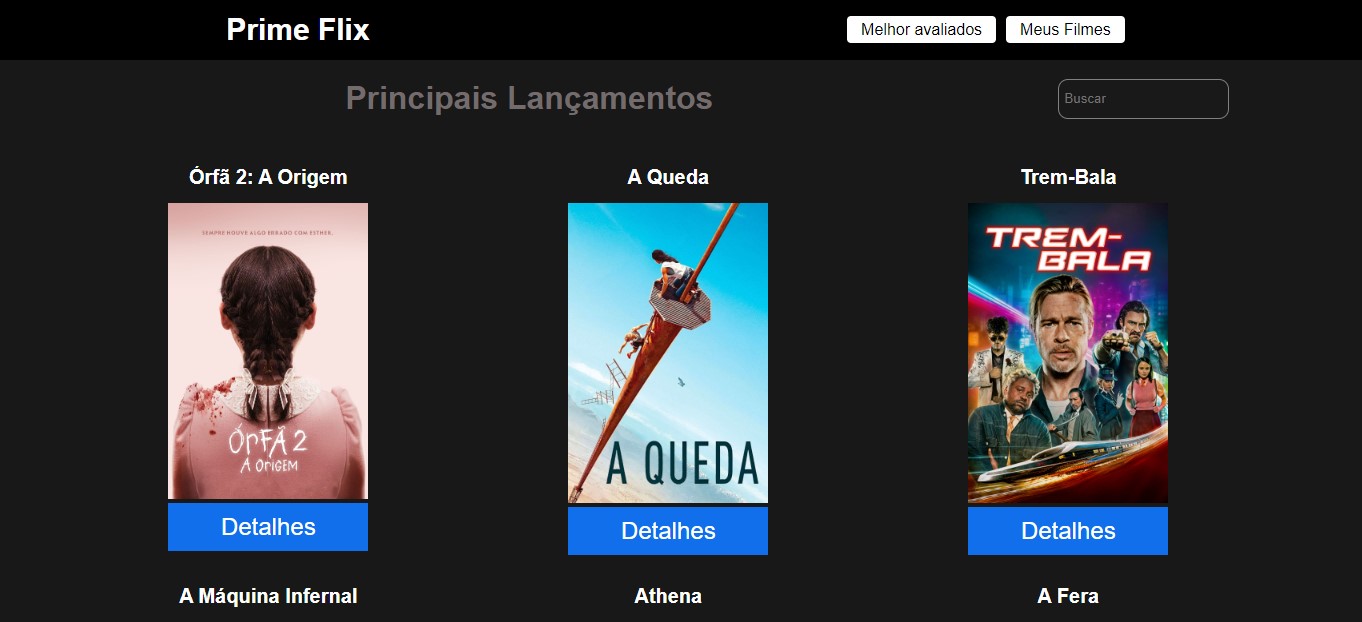 Prime Flix
Melhor avaliados
Meus Filmes
Principais Lançamentos
Buscar
Órfã 2: A Origem
A Queda
Trem-Bala
SEMPRE HOUVE ALGO ERRADO COM ESTHER.
ÓRFÃ 2
A ORIGEM
A QUEDA
TREM-
BALA
Detalhes
Detalhes
Detalhes
A Máquina Infernal
Athena
A Fera